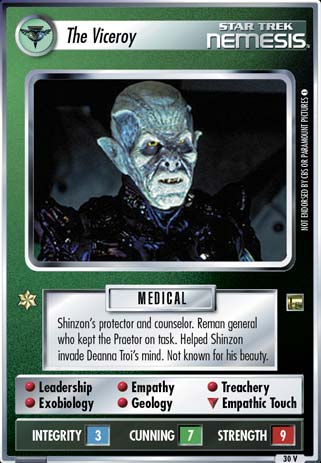 The Viceroy
STAR TREK
NEMESIS
NOT ENDORSED BY CBS OR PARAMOUNT PICTURES
MEDICAL
Shinzon's protector and counselor. Reman general
who kept the Praetor on task. Helped Shinzon
invade Deanna Troi's mind. Not known for his beauty.
Leadership Empathy Treachery
Exobiology Geology Empathic Touch
INTEGRITY 3 CUNNING 7 STRENGTH 9
30 V